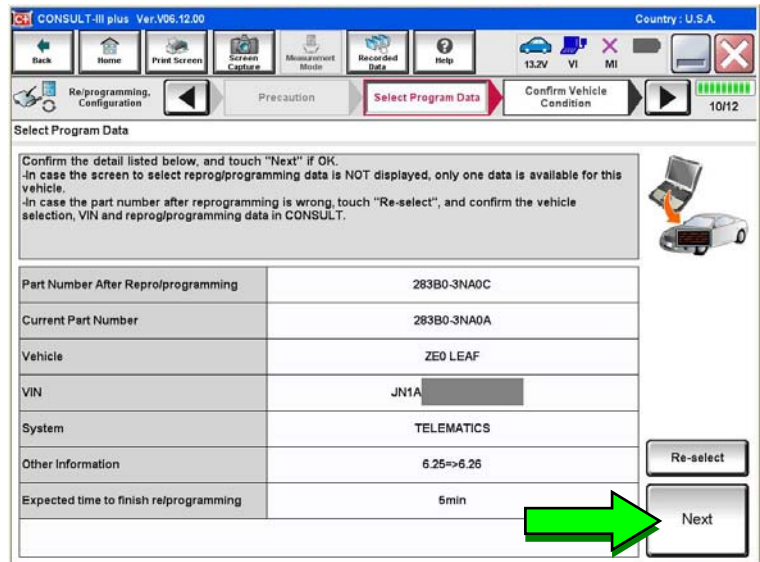 CONSULT-III plus Ver.V06.12.00
Country : U.S.A.
Back
Home
Print Screen
Screen Capture
Measurement Mode
Recorded Data
Help
13.2V
VI
MI
Re/programming, Configuration
Precaution
Select Program Data
Confirm Vehicle Condition
10/12
Select Program Data
Confirm the detail listed below, and touch "Next" if OK.
-In case the screen to select reprog/programming data is NOT displayed, only one data is available for this
vehicle.
-In case the part number after reprogramming is wrong, touch "Re-select", and confirm the vehicle
selection, VIN and reprog/programming data in CONSULT.
Part Number After Repro/programming
283B0-3NA0C
Current Part Number
283B0-3NA0A
Vehicle
ZE0 LEAF
VIN
JN1A
System
TELEMATICS
Other Information
6.25=>6.26
Expected time to finish re/programming
5min
Re-select
Next